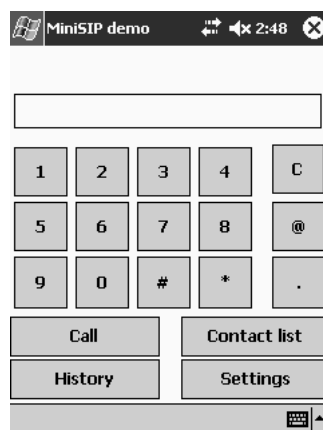 MiniSIP demo 2:48
1 2 3 4 C
5 6 7 8 @
9 0 # * .
Call Contact list
History Settings